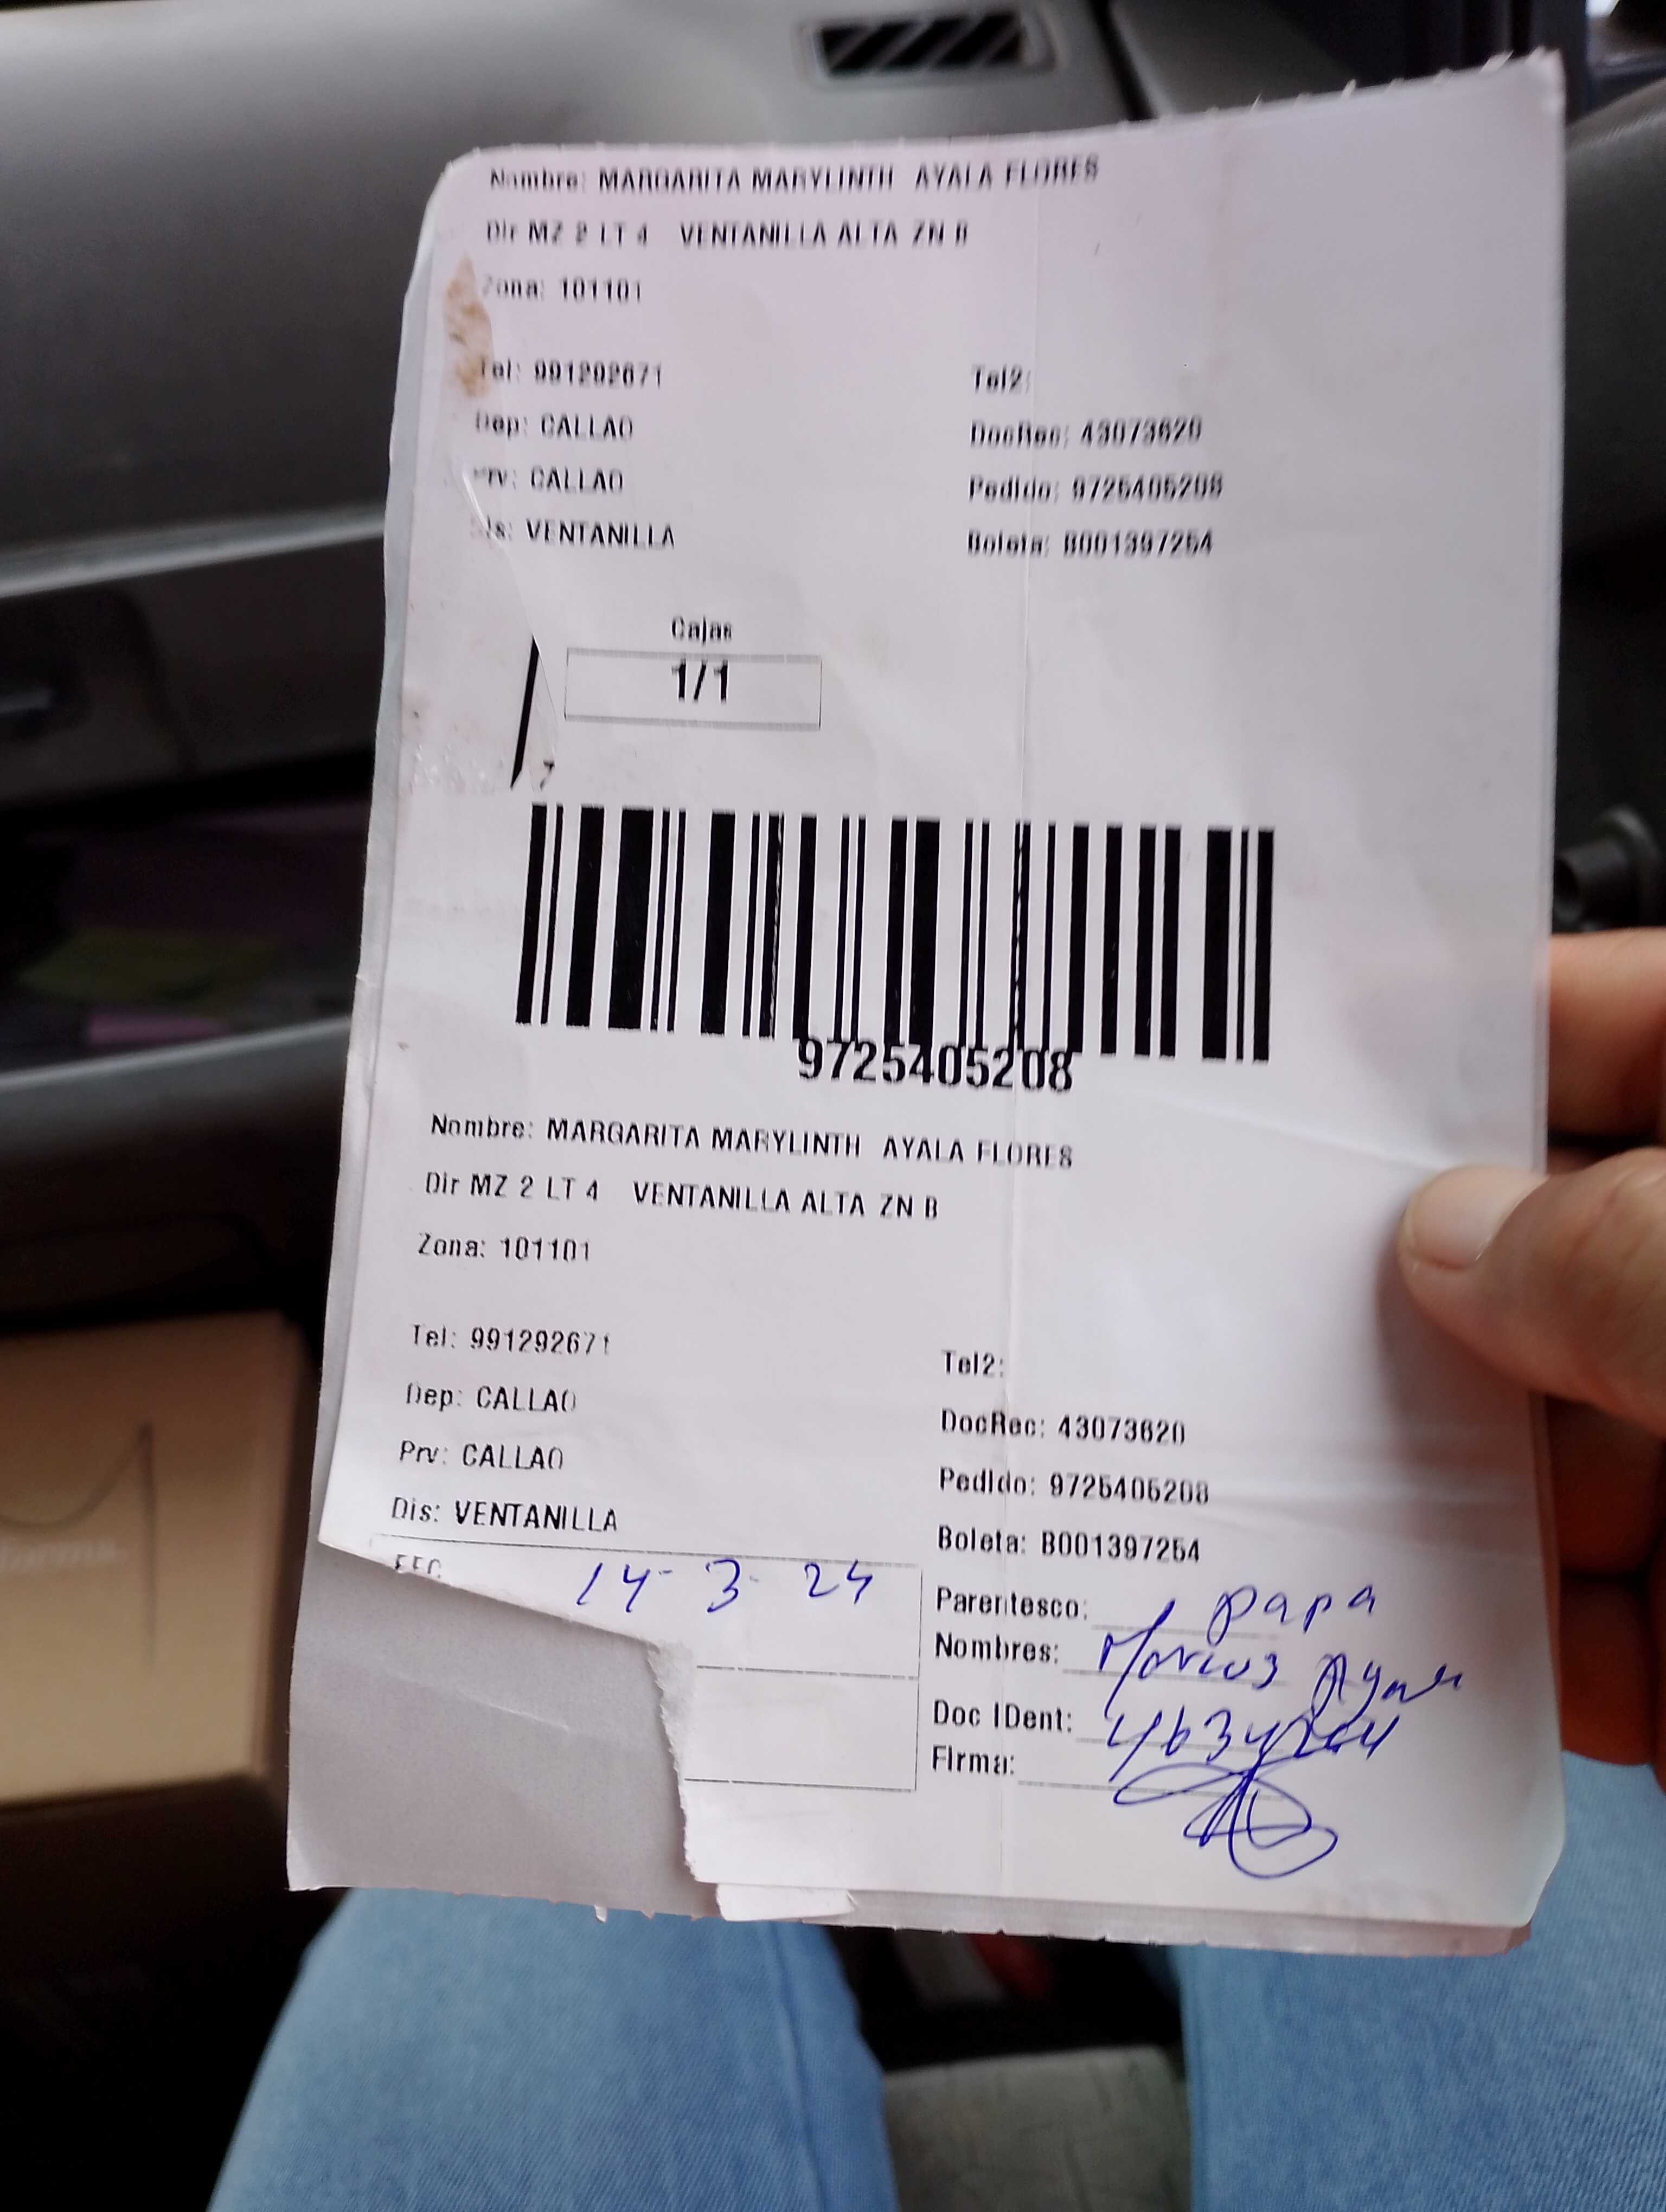 Nombre: MARGARITA MARYLINTH AYALA FLORES
Dir MZ 2 LT 4 VENTANILLA ALTA ZN B
Zona: 101101
Tel: 991292671
Tel2:
Dep: CALLAO
DocRec: 43073620
Prv: CALLAO
Pedido: 9725405208
Dis: VENTANILLA
Boleta: B001397254
Cajas
1/1
7
9725405208
Nombre: MARGARITA MARYLINTH AYALA FLORES
Dir MZ 2 LT 4 VENTANILLA ALTA ZN B
Zona: 101101
Tel: 991292671
Tel2:
Dep: CALLAO
DocRec: 43073620
Prv: CALLAO
Pedido: 9725405208
Dis: VENTANILLA
Boleta: B001397254
14-3-24
Parentesco: papa
Nombres: Marcos
Doc IDent:
Firma: